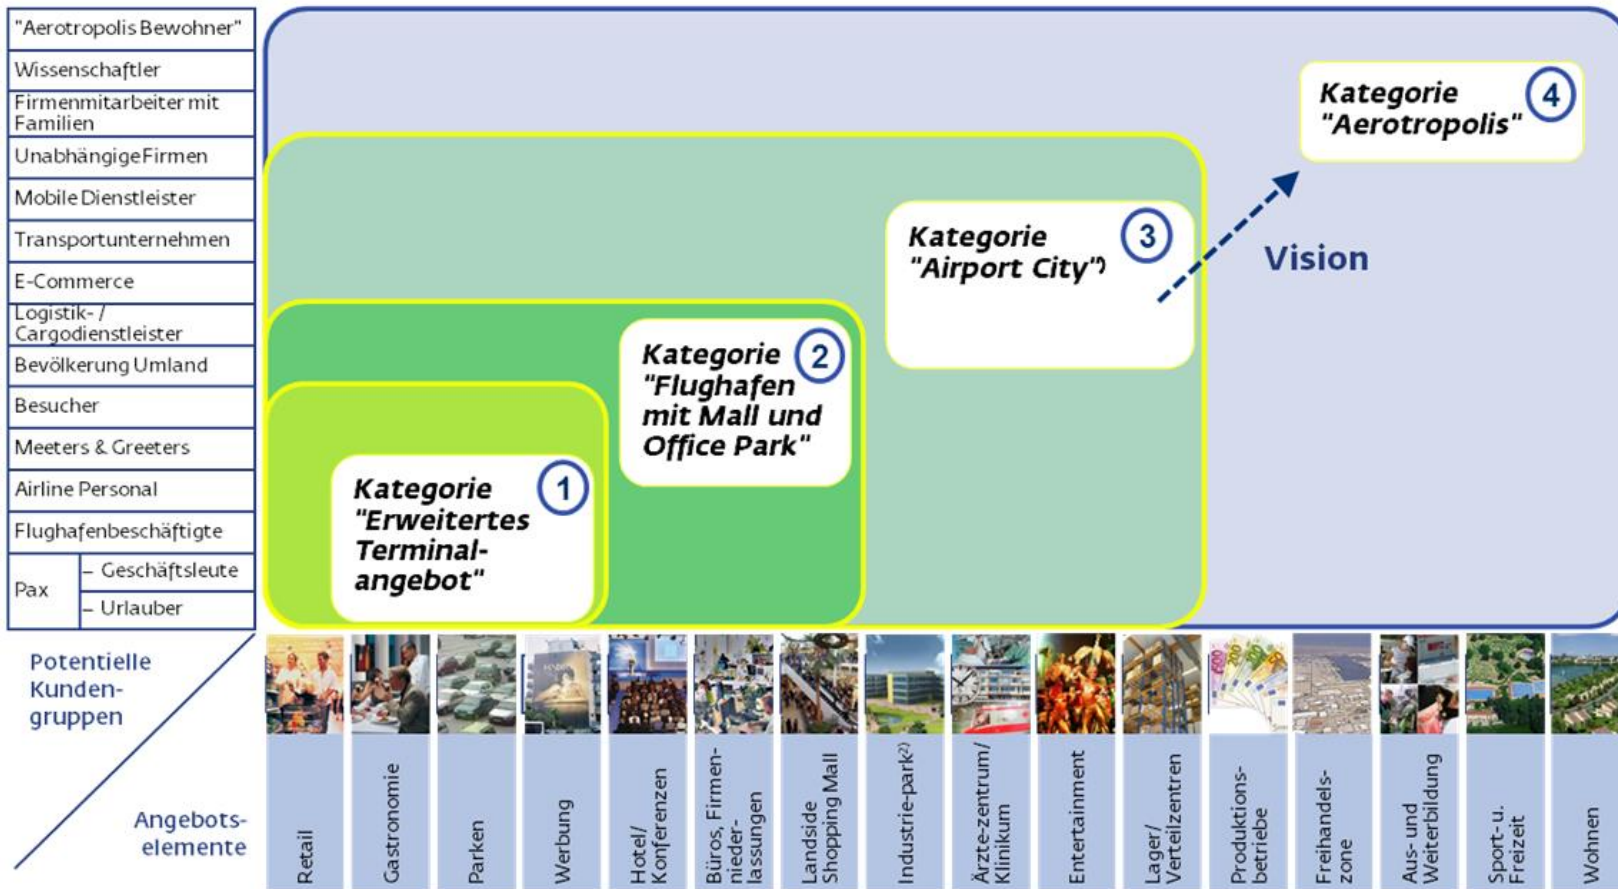 "Aerotropolis Bewohner"
Wissenschaftler
Firmenmitarbeiter mit
Familien
Unabhängige Firmen
Mobile Dienstleister
Transportunternehmen
E-Commerce
Logistik- /
Cargodienstleister
Bevölkerung Umland
Besucher
Meeters & Greeters
Airline Personal
Flughafenbeschäftigte
Pax
– Geschäftsleute
– Urlauber
Kategorie
"Aerotropolis"
4
Vision
Kategorie
"Airport City")
3
Kategorie
"Flughafen
mit Mall und
Office Park"
2
Kategorie
"Erweitertes
Terminal-
angebot"
1
Potentielle
Kunden-
gruppen
Angebots-
elemente
Retail
Gastronomie
Parken
Werbung
Hotel/
Konferenzen
Büros, Firmen-
nieder-
lassungen
Landside
Shopping Mall
Industrie-park2)
Ärzte-zentrum/
Klinikum
Entertainment
Lager/
Verteilzentren
Produktions-
betriebe
Freihandels-
zone
Aus- und
Weiterbildung
Sport- u.
Freizeit
Wohnen